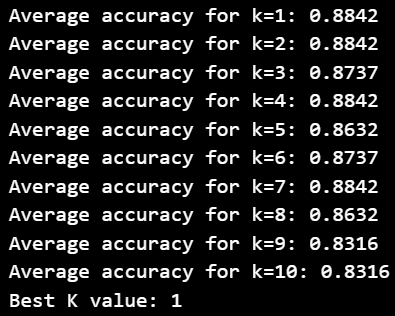 Average accuracy for k=1: 0.8842
Average accuracy for k=2: 0.8842
Average accuracy for k=3: 0.8737
Average accuracy for k=4: 0.8842
Average accuracy for k=5: 0.8632
Average accuracy for k=6: 0.8737
Average accuracy for k=7: 0.8842
Average accuracy for k=8: 0.8632
Average accuracy for k=9: 0.8316
Average accuracy for k=10: 0.8316
Best K value: 1